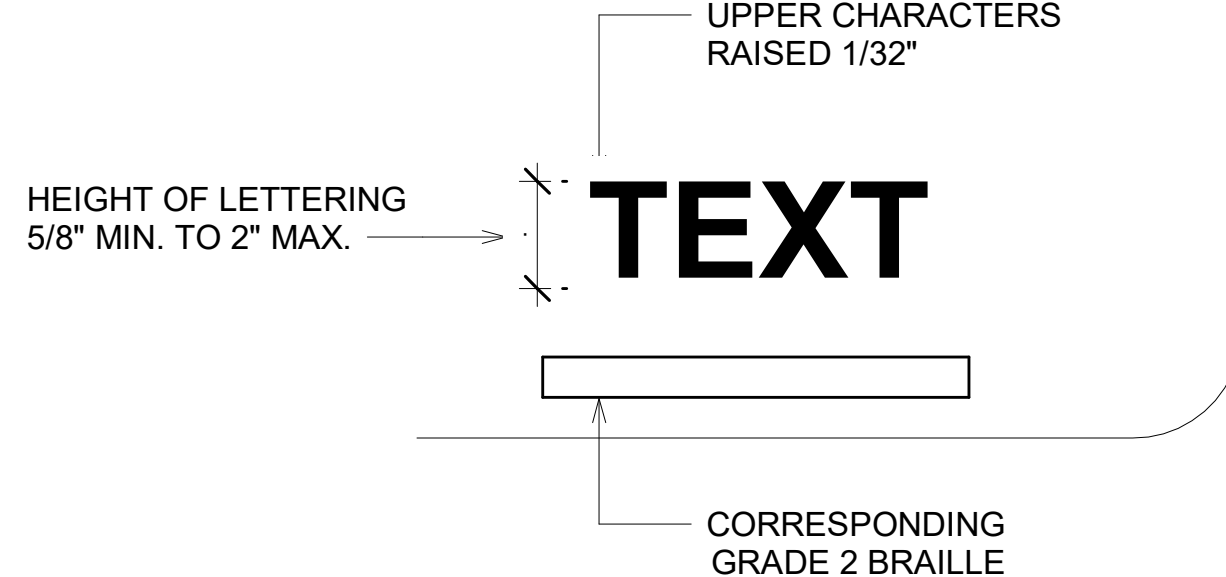 UPPER CHARACTERS
RAISED 1/32"
HEIGHT OF LETTERING
5/8" MIN. TO 2" MAX.
TEXT
CORRESPONDING
GRADE 2 BRAILLE